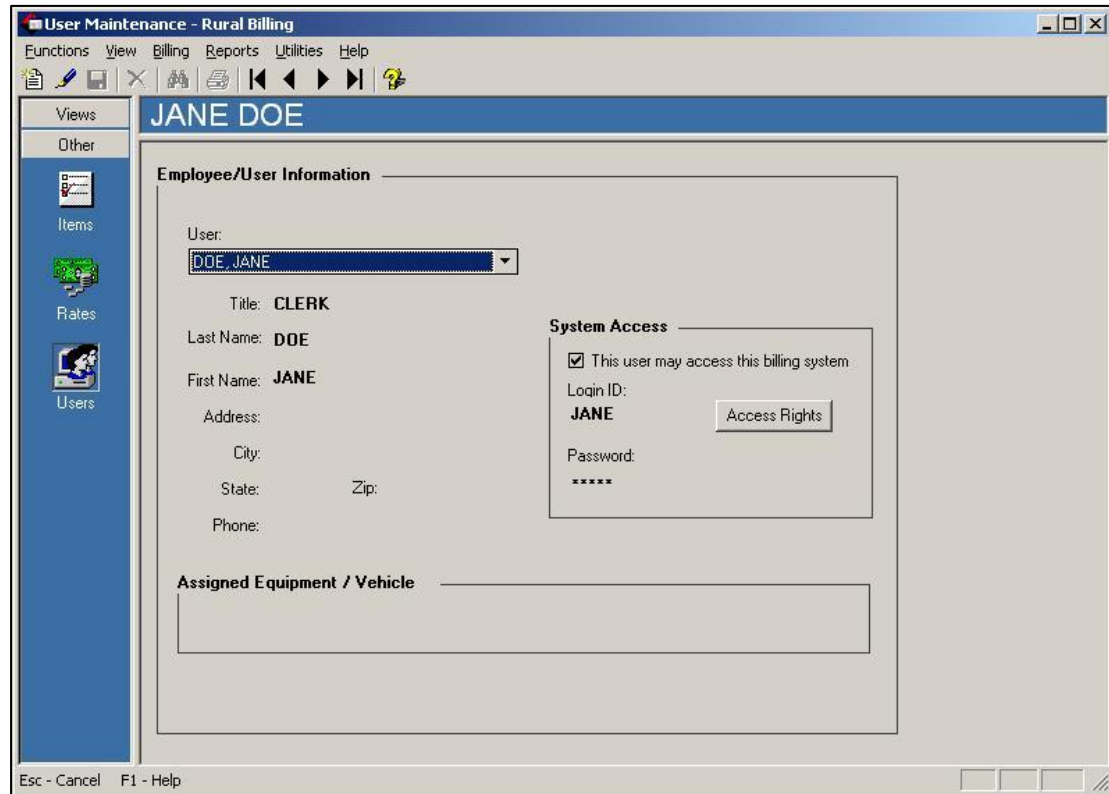 User Maintenance - Rural Billing
Functions View Billing Reports Utilities Help
Views
Other
Items
Rates
Users
JANE DOE
Employee/User Information
User:
DOE, JANE
Title: CLERK
Last Name: DOE
First Name: JANE
Address:
City:
State: Zip:
Phone:
System Access
This user may access this billing system
Login ID:
JANE
Access Rights
Password:
*****
Assigned Equipment / Vehicle
Esc - Cancel F1 - Help